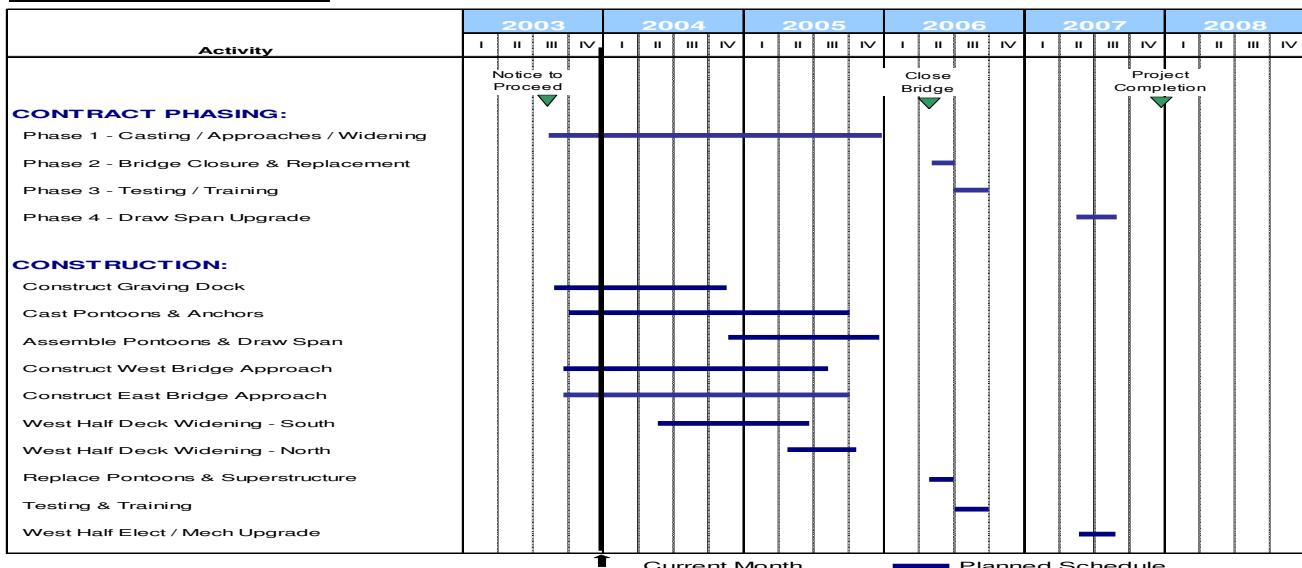 2003 2004 2005 2006 2007 2008
Activity I II III IV I II III IV I II III IV I II III IV I II III IV I II III IV
Notice to Proceed
Close Bridge
Project Completion
CONTRACT PHASING:
Phase 1 - Casting / Approaches / Widening
Phase 2 - Bridge Closure & Replacement
Phase 3 - Testing / Training
Phase 4 - Draw Span Upgrade
CONSTRUCTION:
Construct Graving Dock
Cast Pontoons & Anchors
Assemble Pontoons & Draw Span
Construct West Bridge Approach
Construct East Bridge Approach
West Half Deck Widening - South
West Half Deck Widening - North
Replace Pontoons & Superstructure
Testing & Training
West Half Elect / Mech Upgrade
Current Month Planned Schedule